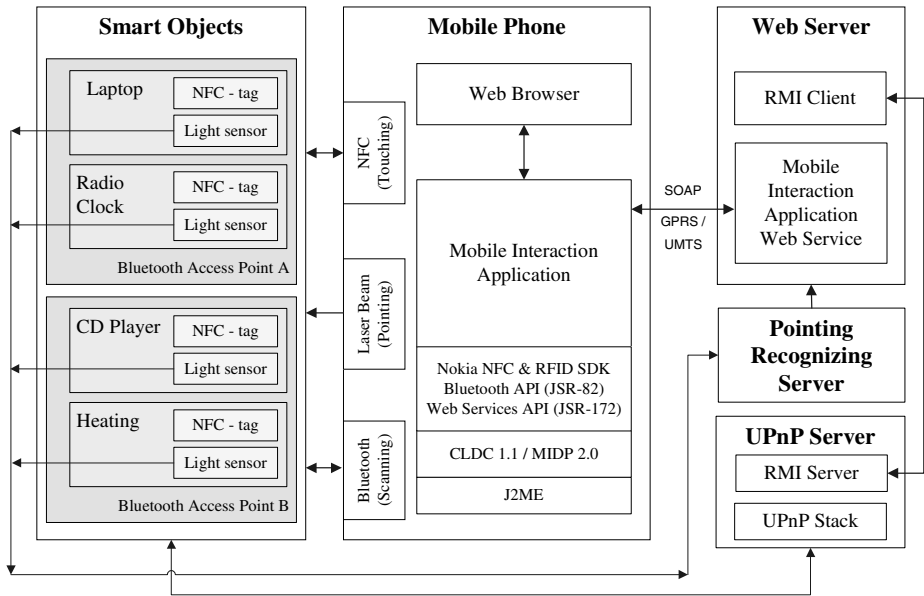 Smart Objects
Laptop
NFC - tag
Light sensor
Radio
Clock
NFC - tag
Light sensor
Bluetooth Access Point A
CD Player
NFC - tag
Light sensor
Heating
NFC - tag
Light sensor
Bluetooth Access Point B
Mobile Phone
NFC
(Touching)
Laser Beam
(Pointing)
Bluetooth
(Scanning)
Web Browser
Mobile Interaction
Application
Nokia NFC & RFID SDK
Bluetooth API (JSR-82)
Web Services API (JSR-172)
CLDC 1.1 / MIDP 2.0
J2ME
SOAP
GPRS /
UMTS
Web Server
RMI Client
Mobile
Interaction
Application
Web Service
Pointing
Recognizing
Server
UPnP Server
RMI Server
UPnP Stack